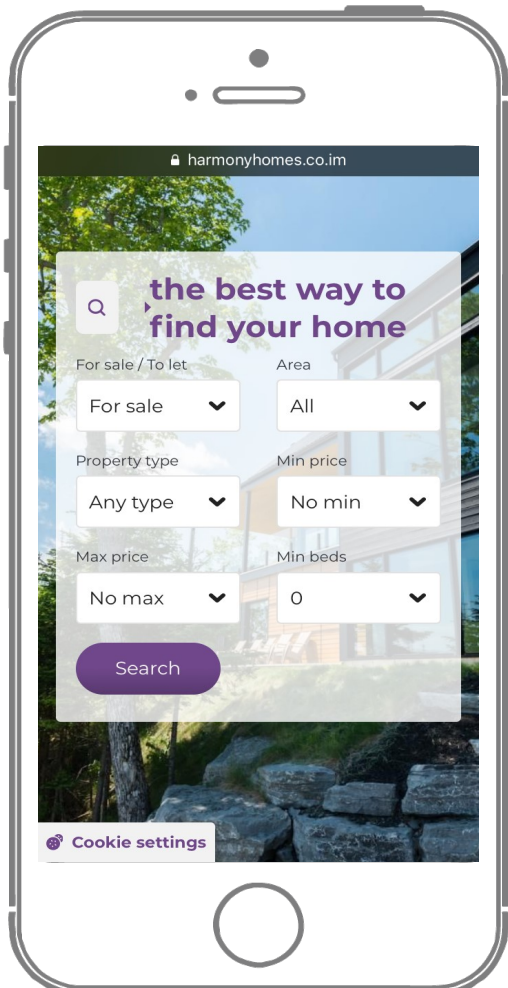 harmonyhomes.co.im
the best way to
find your home
For sale / To let
Area
For sale
All
Property type
Min price
Any type
No min
Max price
Min beds
No max
0
Search
Cookie settings